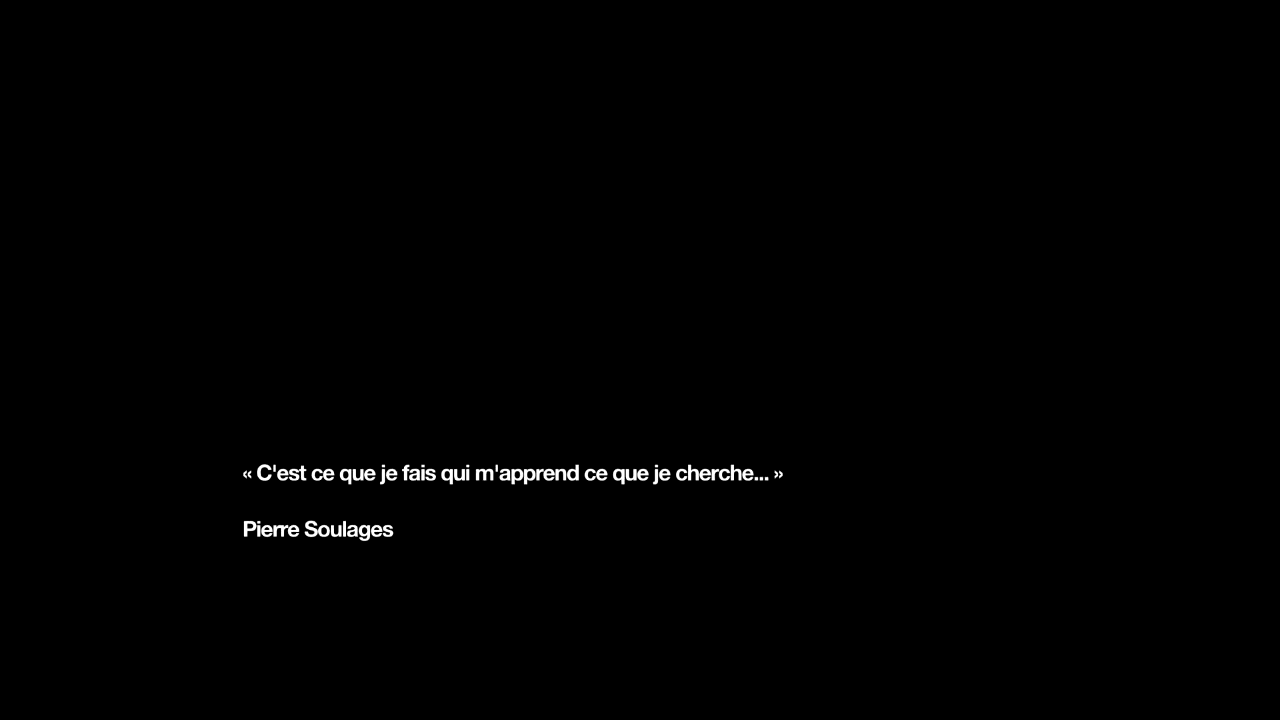 « C'est ce que je fais qui m'apprend ce que je cherche... »
Pierre Soulages